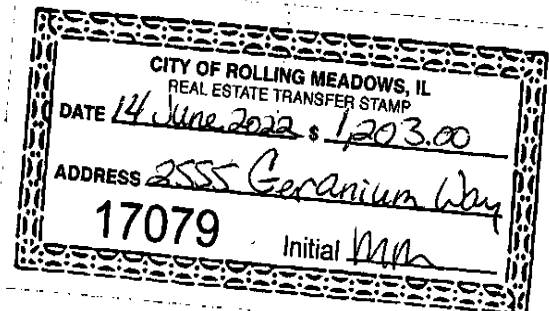 CITY OF ROLLING MEADOWS, IL
REAL ESTATE TRANSFER STAMP
DATE 14 June 2022 $ 1,203.00
ADDRESS 2555 Geranium Way
17079 Initial MM